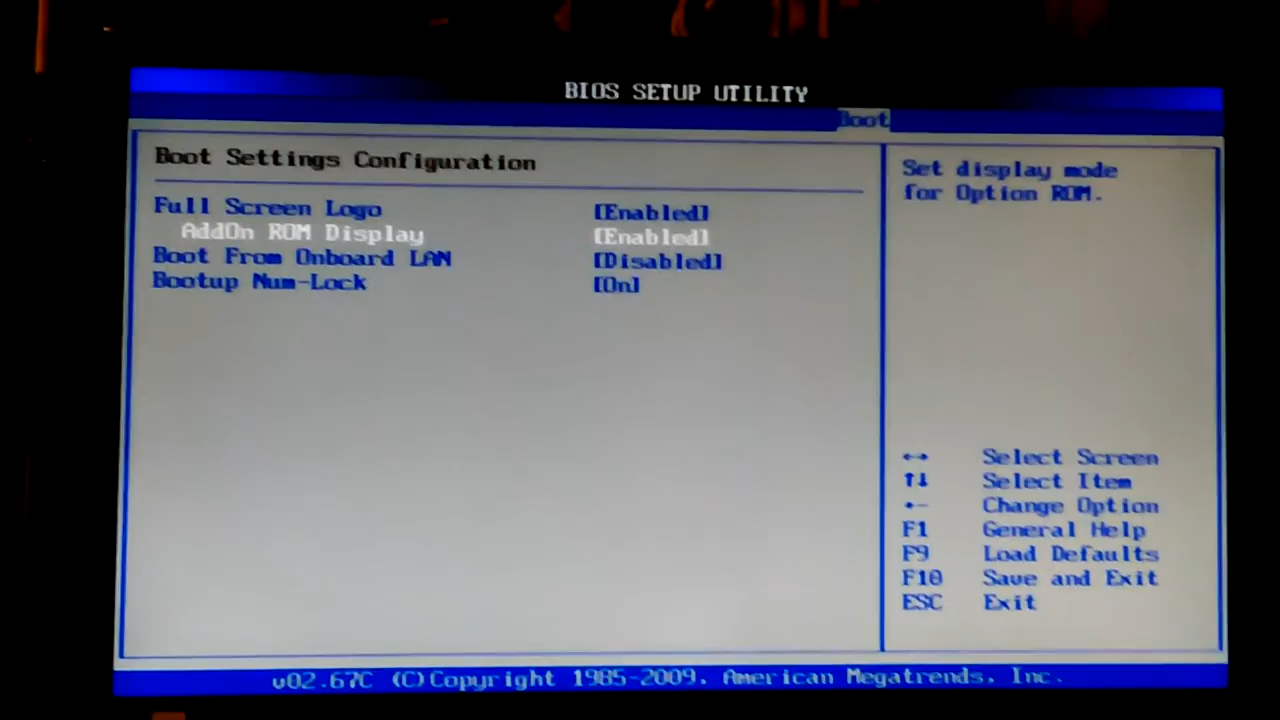 BIOS SETUP UTILITY
Boot
Boot Settings Configuration
Full Screen Logo [Enabled]
AddOn ROM Display [Enabled]
Boot From Onboard LAN [Disabled]
Bootup Num-Lock [On]
Set display mode
for Option ROM.
↔ Select Screen
↑↓ Select Item
+- Change Option
F1 General Help
F9 Load Defaults
F10 Save and Exit
ESC Exit
v02.67C (C)Copyright 1985-2009, American Megatrends, Inc.